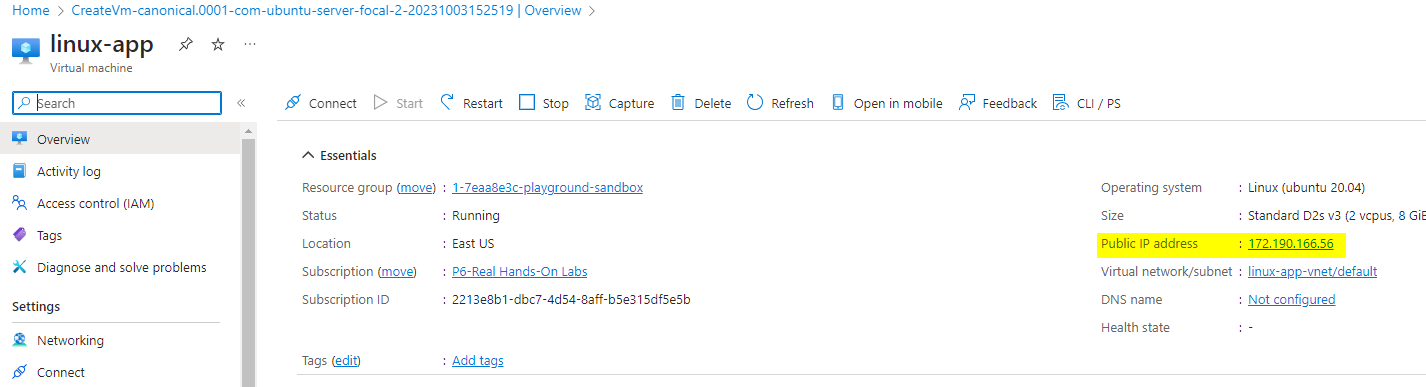 Home > CreateVm-canonical.0001-com-ubuntu-server-focal-2-20231003152519 | Overview >
linux-app
Virtual machine
Search
Connect Start Restart Stop Capture Delete Refresh Open in mobile Feedback CLI / PS
Overview
Activity log
Access control (IAM)
Tags
Diagnose and solve problems
Settings
Networking
Connect
Essentials
Resource group (move) : 1-7eaa8e3c-playground-sandbox
Status : Running
Location : East US
Subscription (move) : P6-Real Hands-On Labs
Subscription ID : 2213e8b1-dbc7-4d54-8aff-b5e315df5e5b
Operating system : Linux (ubuntu 20.04)
Size : Standard D2s v3 (2 vcpus, 8 GiB
Public IP address : 172.190.166.56
Virtual network/subnet : linux-app-vnet/default
DNS name : Not configured
Health state : -
Tags (edit) : Add tags